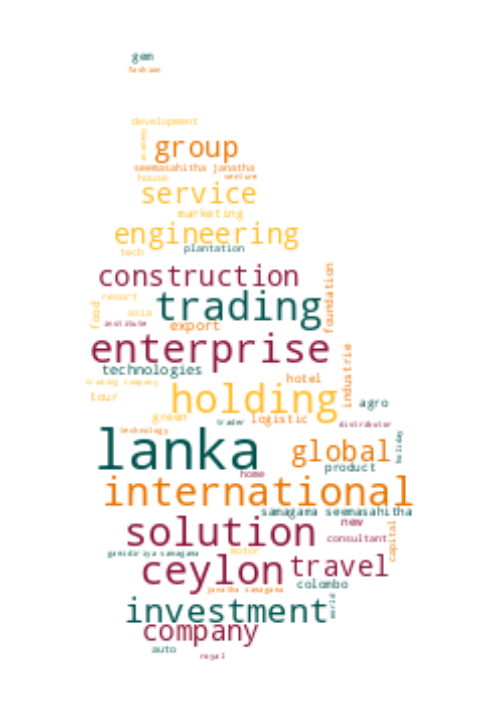 gem
fashion
development
academy
group
seemasahitha janatha
house
venture
service
marketing
engineering
plantation
tech
construction
foundation
resort
trading
food
asia
institute
export
enterprise
industrie
technologies
hotel
trading company
tour
holding
agro
green
trader
logistic
distributor
technology
lanka
holiday
global
home
product
international
samagama seemasahitha
new
solution
capital
consultant
gamidiriya samagama
motor
ceylon
travel
colombo
janatha samagama
world
investment
company
auto
royal